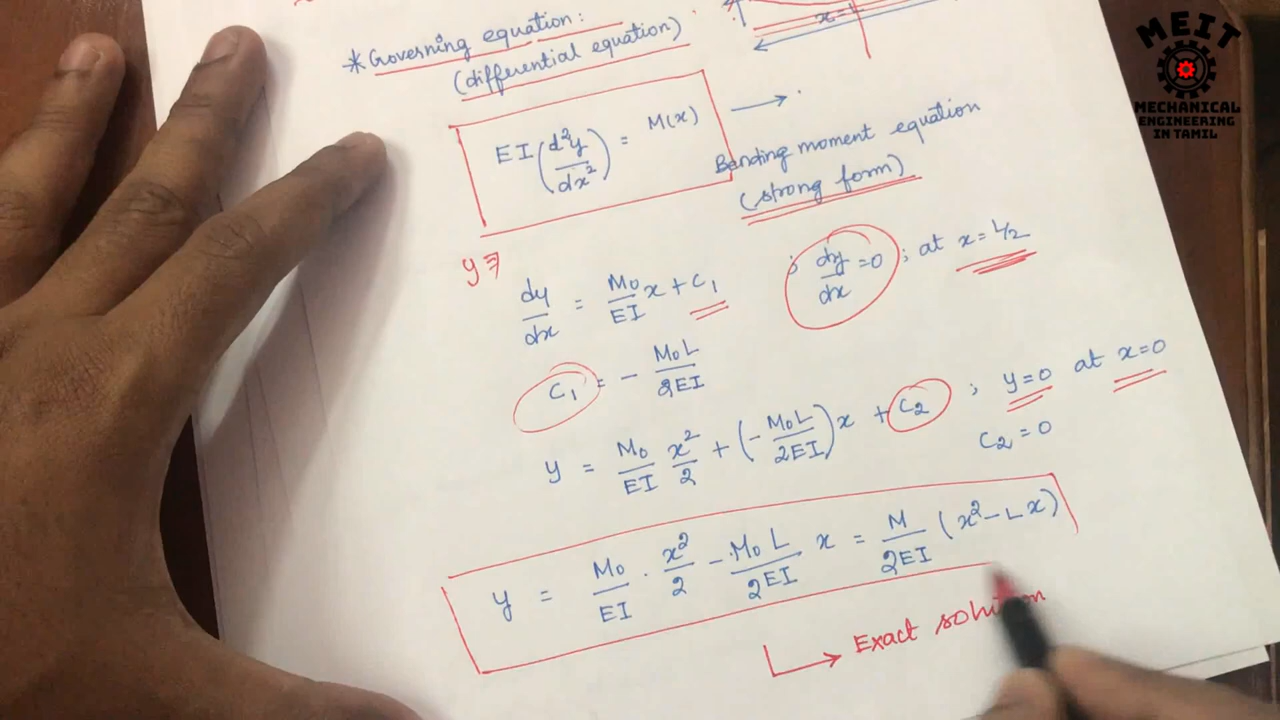 x=L
*Governing equation:
(differential equation)
EI(d²y/dx²) = M(x)
Bending moment equation
(strong form)
y =
dy/dx = M₀/EI x + C₁ ; dy/dx =0 ; at x=L/2
C₁ = - M₀L/2EI
y = M₀/EI x²/2 + (-M₀L/2EI)x + C₂ ; y=0 at x=0
C₂ = 0
y = M₀/EI · x²/2 - M₀L/2EI x = M/2EI (x²-Lx)
Exact solution
MEIT
MECHANICAL
ENGINEERING
IN TAMIL